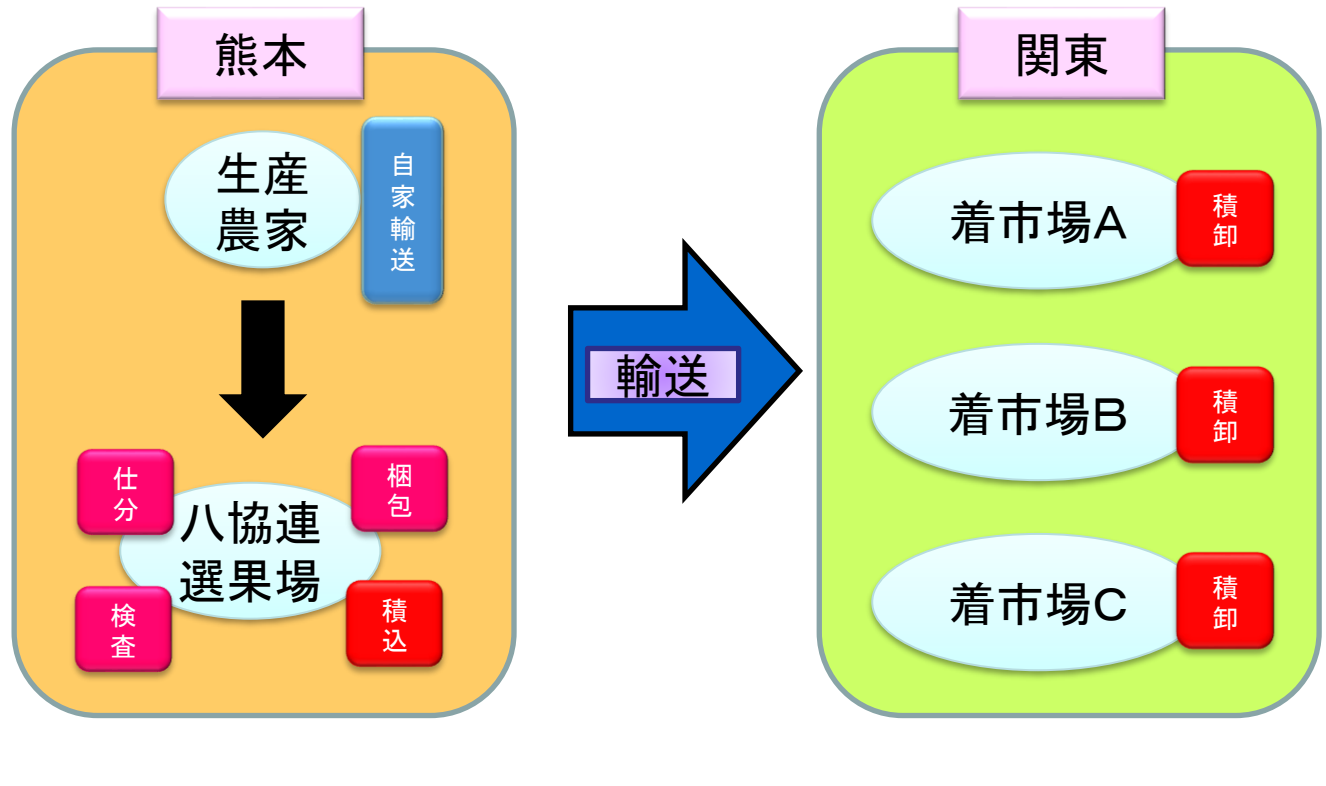 熊本
生産
農家
自
家
輸
送
仕
分
梱
包
八協連
選果場
検
査
積
込
輸送
関東
着市場A
積
卸
着市場B
積
卸
着市場C
積
卸